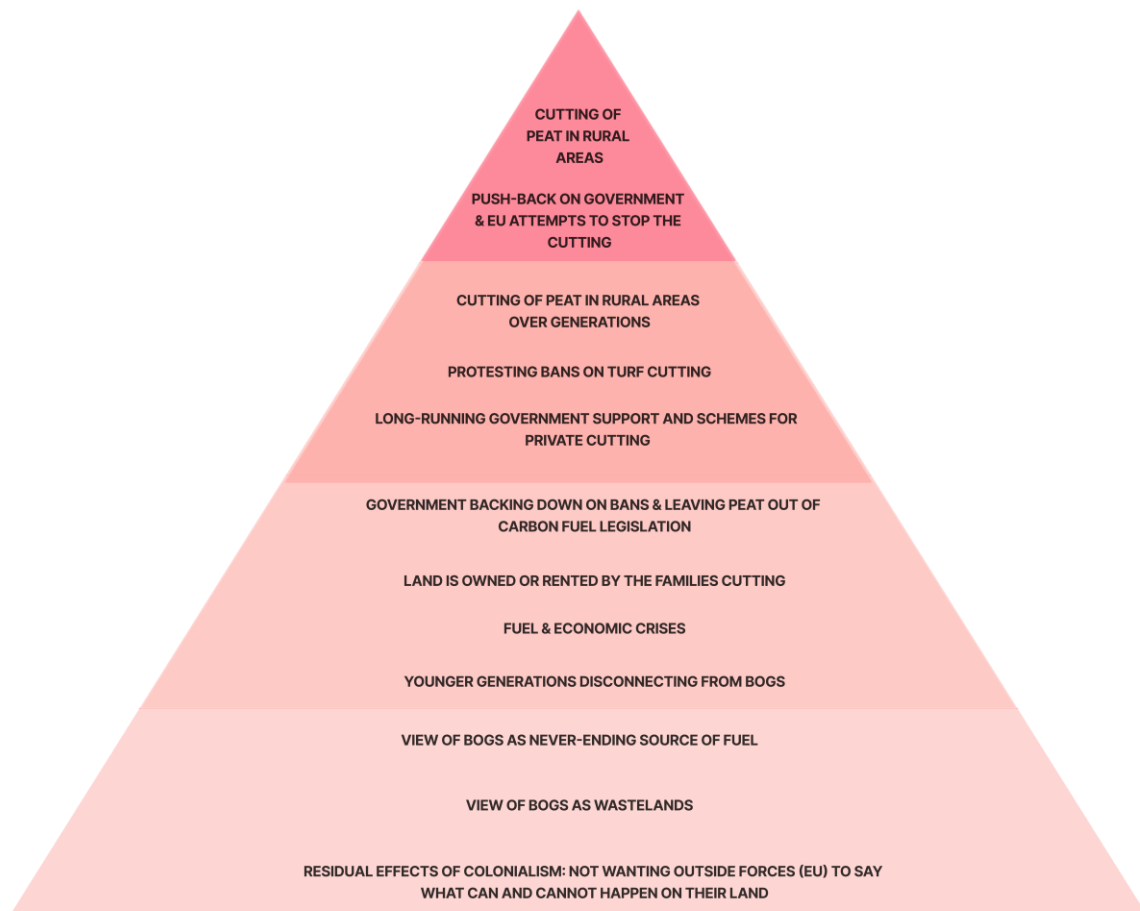 CUTTING OF
PEAT IN RURAL
AREAS
PUSH-BACK ON GOVERNMENT
& EU ATTEMPTS TO STOP THE
CUTTING
CUTTING OF PEAT IN RURAL AREAS
OVER GENERATIONS
PROTESTING BANS ON TURF CUTTING
LONG-RUNNING GOVERNMENT SUPPORT AND SCHEMES FOR
PRIVATE CUTTING
GOVERNMENT BACKING DOWN ON BANS & LEAVING PEAT OUT OF
CARBON FUEL LEGISLATION
LAND IS OWNED OR RENTED BY THE FAMILIES CUTTING
FUEL & ECONOMIC CRISES
YOUNGER GENERATIONS DISCONNECTING FROM BOGS
VIEW OF BOGS AS NEVER-ENDING SOURCE OF FUEL
VIEW OF BOGS AS WASTELANDS
RESIDUAL EFFECTS OF COLONIALISM: NOT WANTING OUTSIDE FORCES (EU) TO SAY
WHAT CAN AND CANNOT HAPPEN ON THEIR LAND